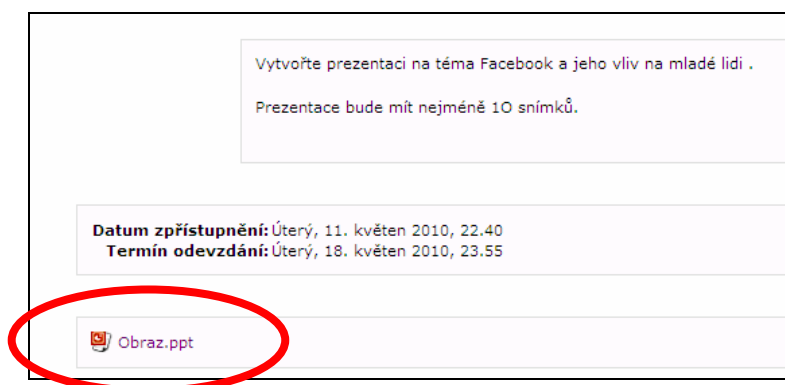 Vytvořte prezentaci na téma Facebook a jeho vliv na mladé lidi .
Prezentace bude mít nejméně 1O snímků.
Datum zpřístupnění: Úterý, 11. květen 2010, 22.40
Termín odevzdání: Úterý, 18. květen 2010, 23.55
Obraz.ppt